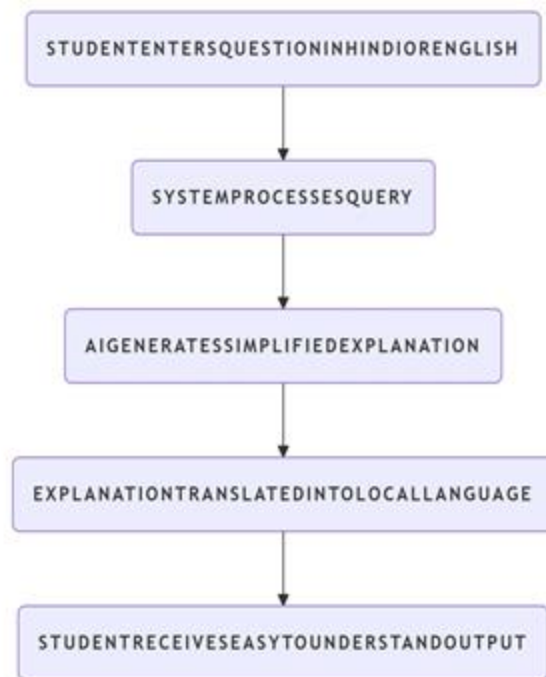 STUDENTENTERSQUESTIONINHINDIORENGLISH
SYSTEMPROCESSESQUERY
AIGENERATESSIMPLIFIEDEXPLANATION
EXPLANATIONTRANSLATEDINTOLOCALLANGUAGE
STUDENTRECEIVESEASYTOUNDERSTANDOUTPUT